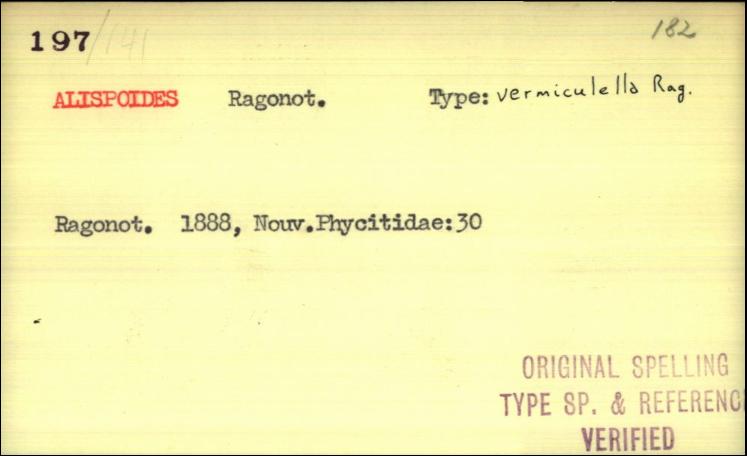 197/141 182
ALISPOIDES Ragonot. Type: vermiculella Rag.
Ragonot. 1888, Nouv.Phycitidae:30
ORIGINAL SPELLING
TYPE SP. & REFERENC
VERIFIED